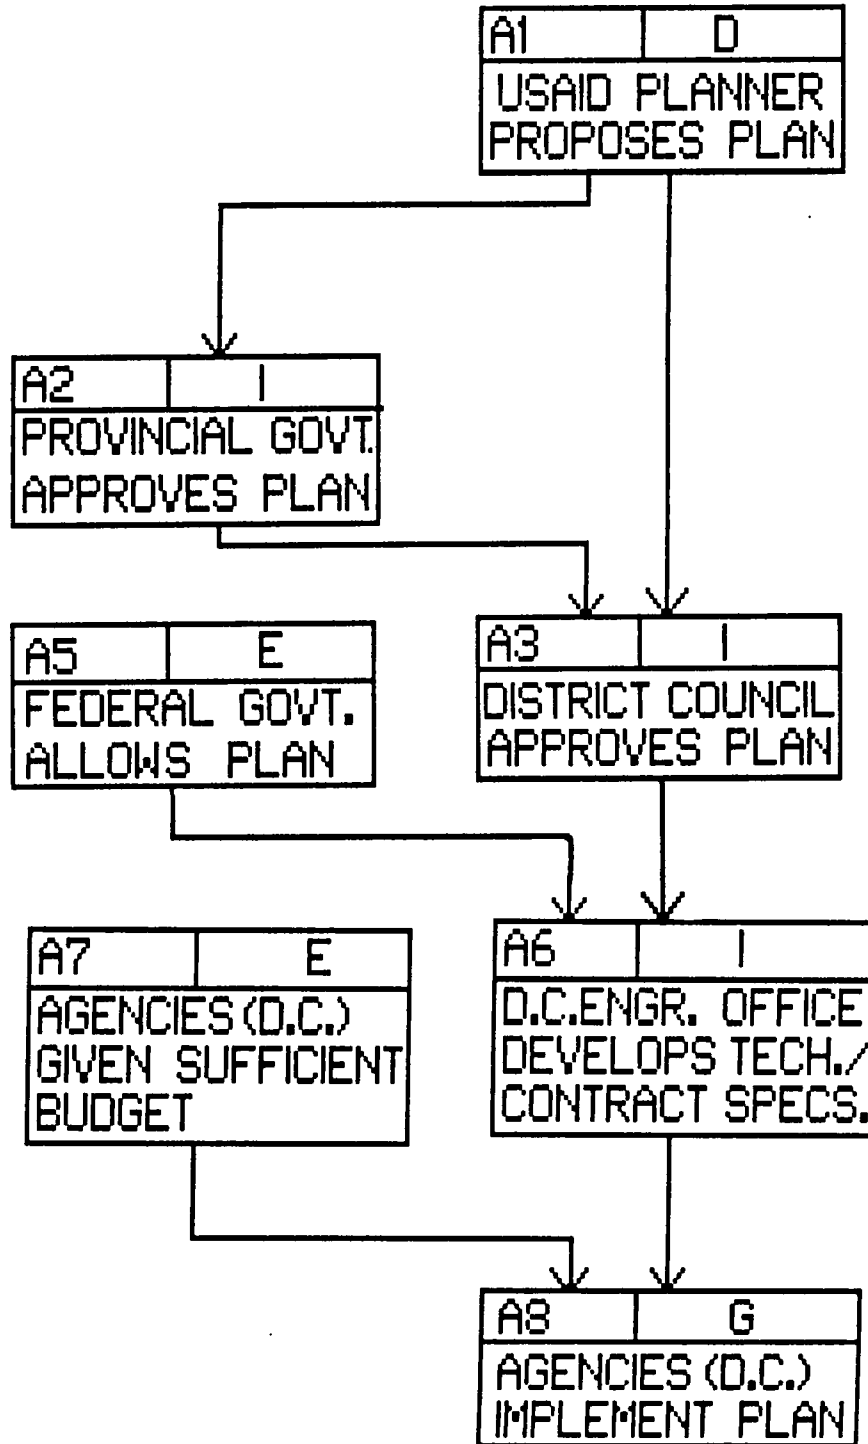 A1 D
USAID PLANNER
PROPOSES PLAN
A2 I
PROVINCIAL GOVT.
APPROVES PLAN
A5 E
FEDERAL GOVT.
ALLOWS PLAN
A3 I
DISTRICT COUNCIL
APPROVES PLAN
A7 E
AGENCIES (D.C.)
GIVEN SUFFICIENT
BUDGET
A6 I
D.C.ENGR. OFFICE
DEVELOPS TECH./
CONTRACT SPECS.
A8 G
AGENCIES (D.C.)
IMPLEMENT PLAN